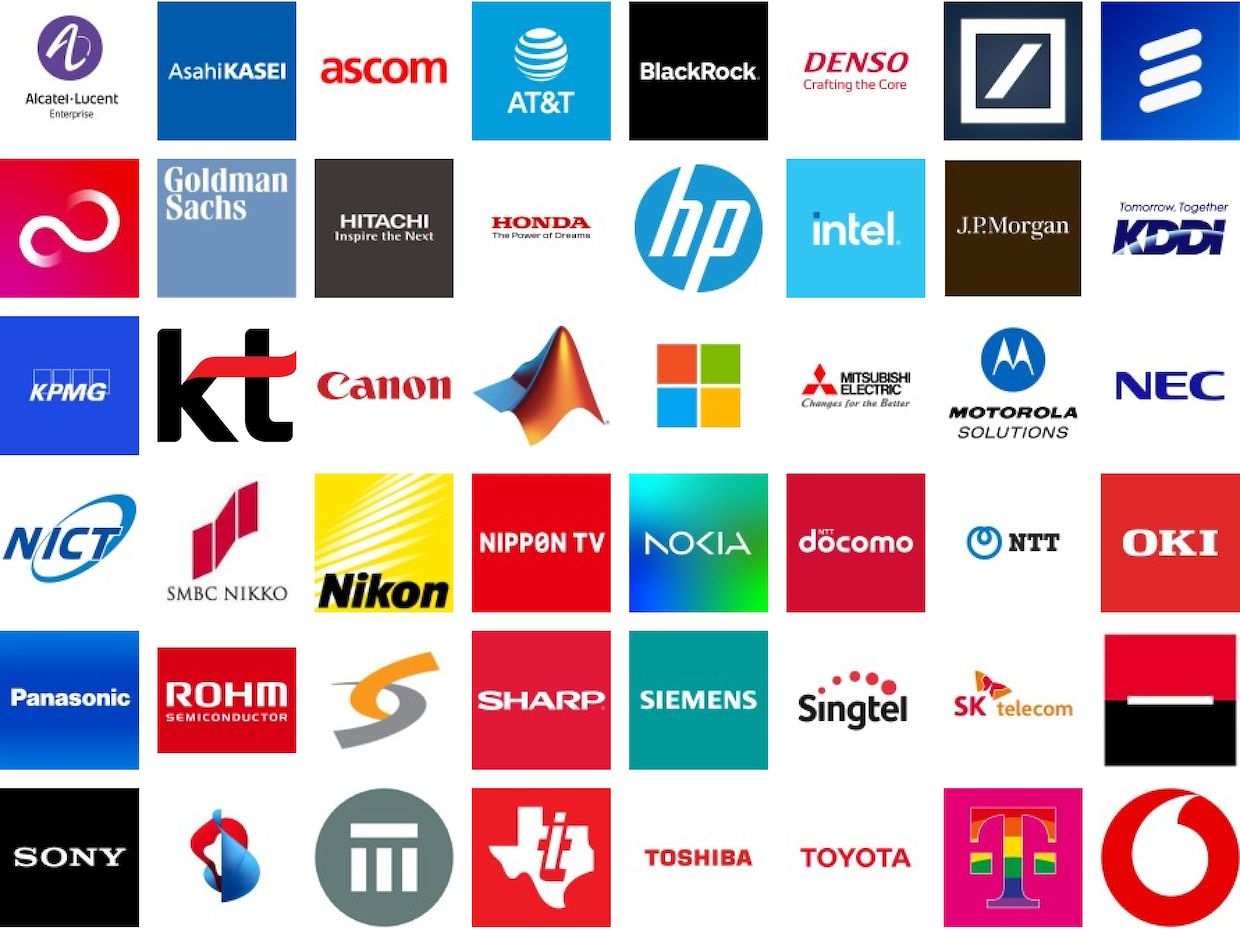 Alcatel·Lucent
Enterprise
AsahiKASEI
ascom
AT&T
BlackRock.
DENSO
Crafting the Core
Goldman
Sachs
HITACHI
Inspire the Next
HONDA
The Power of Dreams
hp
intel.
J.P.Morgan
Tomorrow, Together
KDDI
KPMG
kt
Canon
MITSUBISHI
ELECTRIC
Changes for the Better
MOTOROLA
SOLUTIONS
NEC
NICT
SMBC NIKKO
Nikon
NIPPON TV
NOKIA
NTT
docomo
NTT
OKI
Panasonic
ROHM
SEMICONDUCTOR
S
SHARP
SIEMENS
Singtel
SK telecom
SONY
ti
TOSHIBA
TOYOTA
T